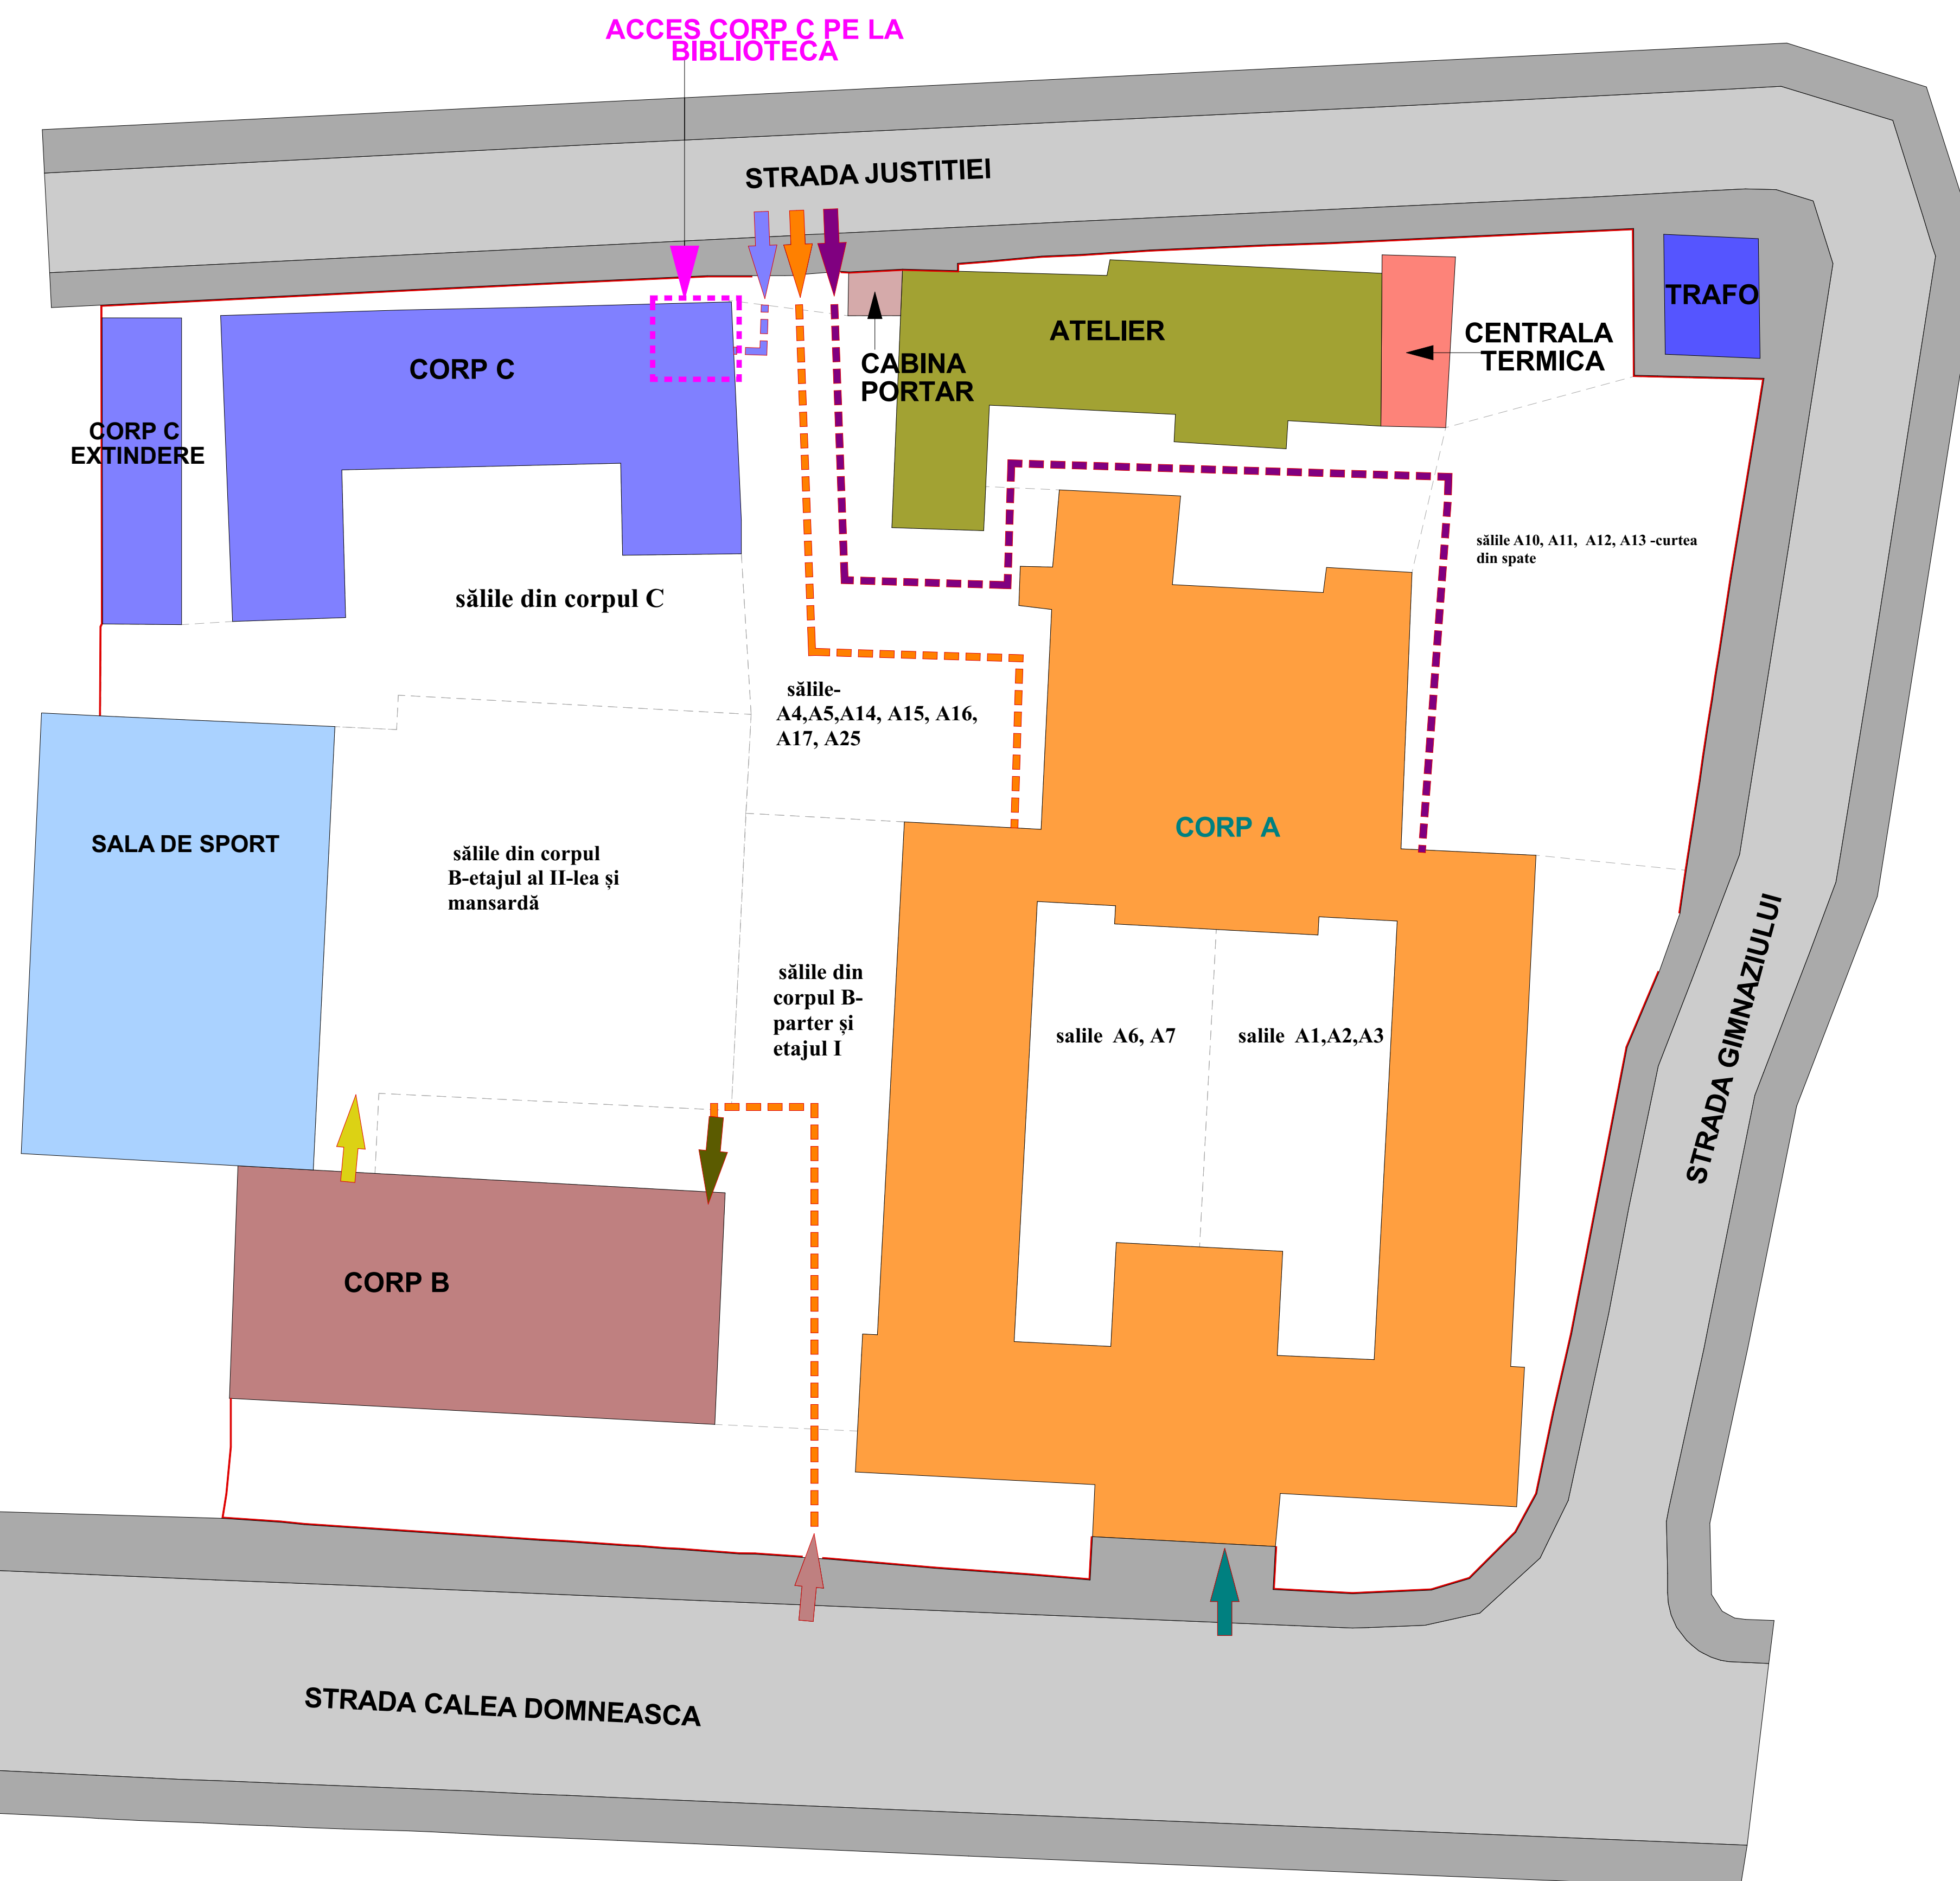 ACCES CORP C PE LA
BIBLIOTECA
STRADA JUSTITIEI
TRAFO
ATELIER
CENTRALA
TERMICA
CABINA
PORTAR
CORP C
CORP C
EXTINDERE
sălile A10, A11, A12, A13 -curtea
din spate
sălile din corpul C
sălile-
A4,A5,A14, A15, A16,
A17, A25
CORP A
SALA DE SPORT
sălile din corpul
B-etajul al II-lea și
mansardă
sălile din
corpul B-
parter și
etajul I
salile A6, A7
salile A1,A2,A3
STRADA GIMNAZIULUI
CORP B
STRADA CALEA DOMNEASCA